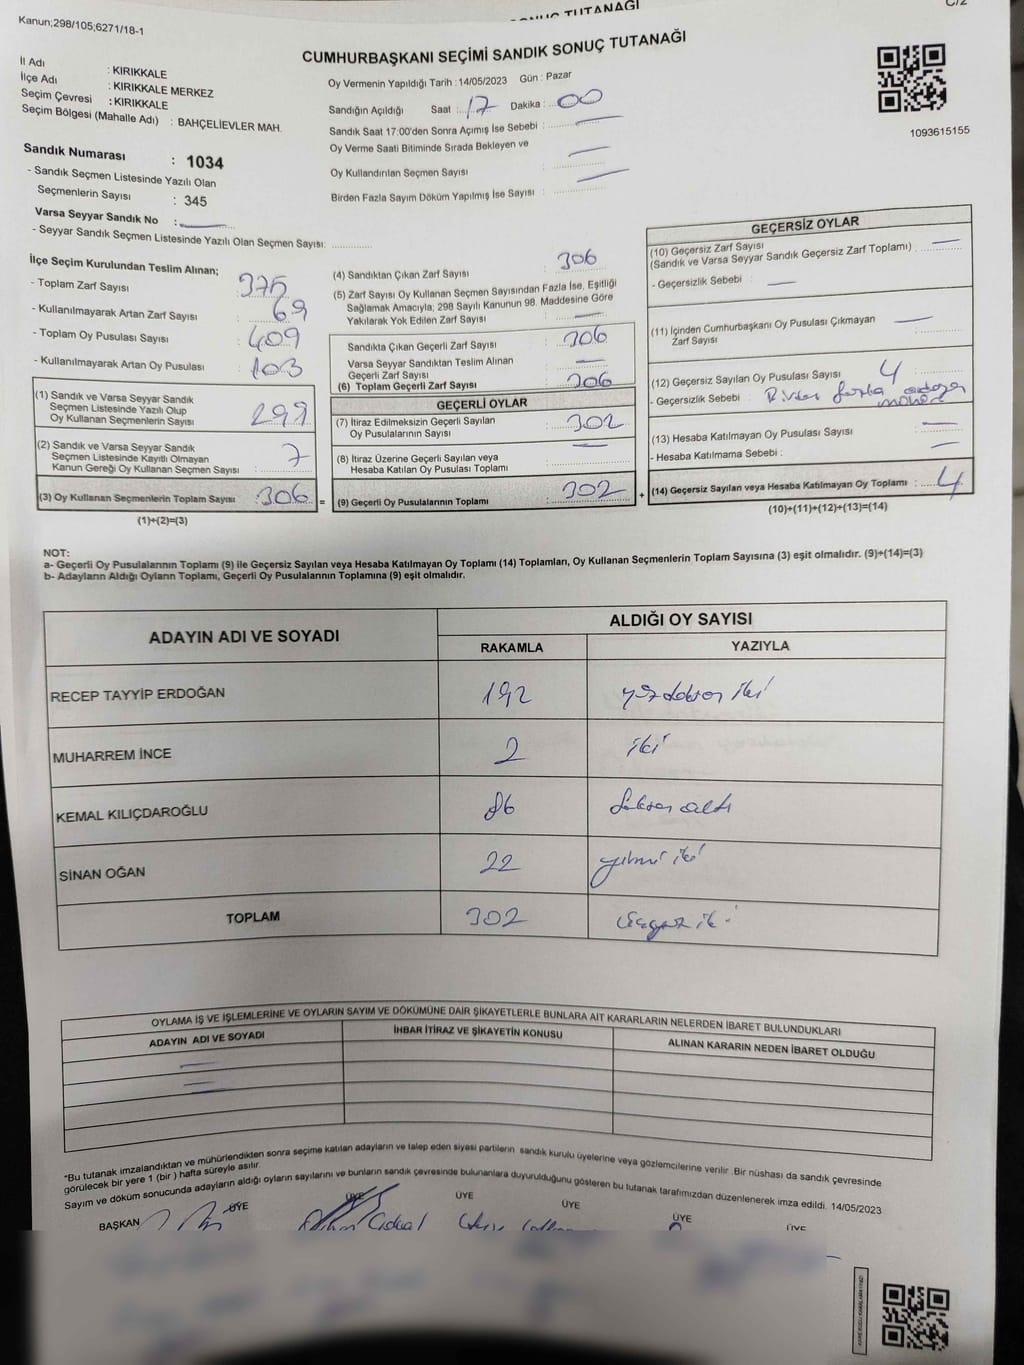 SONUÇ TUTANAĞI
C/2
Kanun;298/105;6271/18-1
CUMHURBAŞKANI SEÇİMİ SANDIK SONUÇ TUTANAĞI
İl Adı : KIRIKKALE
İlçe Adı : KIRIKKALE MERKEZ
Seçim Çevresi : KIRIKKALE
Seçim Bölgesi (Mahalle Adı) : BAHÇELİEVLER MAH.
Oy Vermenin Yapıldığı Tarih : 14/05/2023 Gün : Pazar
Sandığın Açıldığı Saat : 17 Dakika : 00
Sandık Saat 17:00'den Sonra Açımış İse Sebebi :
Oy Verme Saati Bitiminde Sırada Bekleyen ve
Oy Kullandırılan Seçmen Sayısı :
Birden Fazla Sayım Döküm Yapılmış İse Sayısı :
1093615155
Sandık Numarası : 1034
- Sandık Seçmen Listesinde Yazılı Olan
Seçmenlerin Sayısı : 345
Varsa Seyyar Sandık No :
- Seyyar Sandık Seçmen Listesinde Yazılı Olan Seçmen Sayısı:
İlçe Seçim Kurulundan Teslim Alınan;
- Toplam Zarf Sayısı : 375
- Kullanılmayarak Artan Zarf Sayısı : 69
- Toplam Oy Pusulası Sayısı : 409
- Kullanılmayarak Artan Oy Pusulası : 103
(1) Sandık ve Varsa Seyyar Sandık
Seçmen Listesinde Yazılı Olup
Oy Kullanan Seçmenlerin Sayısı : 299
(2) Sandık ve Varsa Seyyar Sandık
Seçmen Listesinde Kayıtlı Olmayan
Kanun Gereği Oy Kullanan Seçmen Sayısı : 7
(3) Oy Kullanan Seçmenlerin Toplam Sayısı : 306 =
(1)+(2)=(3)
(4) Sandıktan Çıkan Zarf Sayısı : 306
(5) Zarf Sayısı Oy Kullanan Seçmen Sayısından Fazla İse, Eşitliği
Sağlamak Amacıyla; 298 Sayılı Kanunun 98. Maddesine Göre
Yakılarak Yok Edilen Zarf Sayısı :
Sandıkta Çıkan Geçerli Zarf Sayısı : 306
Varsa Seyyar Sandıktan Teslim Alınan
Geçerli Zarf Sayısı :
(6) Toplam Geçerli Zarf Sayısı : 306
GEÇERLİ OYLAR
(7) İtiraz Edilmeksizin Geçerli Sayılan
Oy Pusulalarının Sayısı : 302
(8) İtiraz Üzerine Geçerli Sayılan veya
Hesaba Katılan Oy Pusulası Toplamı :
(9) Geçerli Oy Pusulalarının Toplamı : 302 +
GEÇERSİZ OYLAR
(10) Geçersiz Zarf Sayısı
(Sandık ve Varsa Seyyar Sandık Geçersiz Zarf Toplamı) :
- Geçersizlik Sebebi :
(11) İçinden Cumhurbaşkanı Oy Pusulası Çıkmayan
Zarf Sayısı :
(12) Geçersiz Sayılan Oy Pusulası Sayısı : 4
- Geçersizlik Sebebi : Birden fazla adaya
mühür
(13) Hesaba Katılmayan Oy Pusulası Sayısı :
- Hesaba Katılmama Sebebi :
(14) Geçersiz Sayılan veya Hesaba Katılmayan Oy Toplamı : 4
(10)+(11)+(12)+(13)=(14)
NOT:
a- Geçerli Oy Pusulalarının Toplamı (9) ile Geçersiz Sayılan veya Hesaba Katılmayan Oy Toplamı (14) Toplamları, Oy Kullanan Seçmenlerin Toplam Sayısına (3) eşit olmalıdır. (9)+(14)=(3)
b- Adayların Aldığı Oyların Toplamı, Geçerli Oy Pusulalarının Toplamına (9) eşit olmalıdır.
ADAYIN ADI VE SOYADI ALDIĞI OY SAYISI
RAKAMLA YAZIYLA
RECEP TAYYİP ERDOĞAN 192 yüzdoksan iki
MUHARREM İNCE 2 iki
KEMAL KILIÇDAROĞLU 86 seksen altı
SİNAN OĞAN 22 yirmi iki
TOPLAM 302 üçyüz iki
OYLAMA İŞ VE İŞLEMLERİNE VE OYLARIN SAYIM VE DÖKÜMÜNE DAİR ŞİKAYETLERLE BUNLARA AİT KARARLARIN NELERDEN İBARET BULUNDUKLARI
ADAYIN ADI VE SOYADI İHBAR İTİRAZ VE ŞİKAYETİN KONUSU ALINAN KARARIN NEDEN İBARET OLDUĞU
*Bu tutanak imzalandıktan ve mühürlendikten sonra seçime katılan adayların ve talep eden siyasi partilerin sandık kurulu üyelerine veya gözlemcilerine verilir .Bir nüshası da sandık çevresinde
görülecek bir yere 1 (bir ) hafta süreyle asılır.
Sayım ve döküm sonucunda adayların aldığı oyların sayılarını ve bunların sandık çevresinde bulunanlara duyurulduğunu gösteren bu tutanak tarafımızdan düzenlenerek imza edildi. 14/05/2023
BAŞKAN ÜYE ÜYE ÜYE ÜYE ÜYE ÜYE